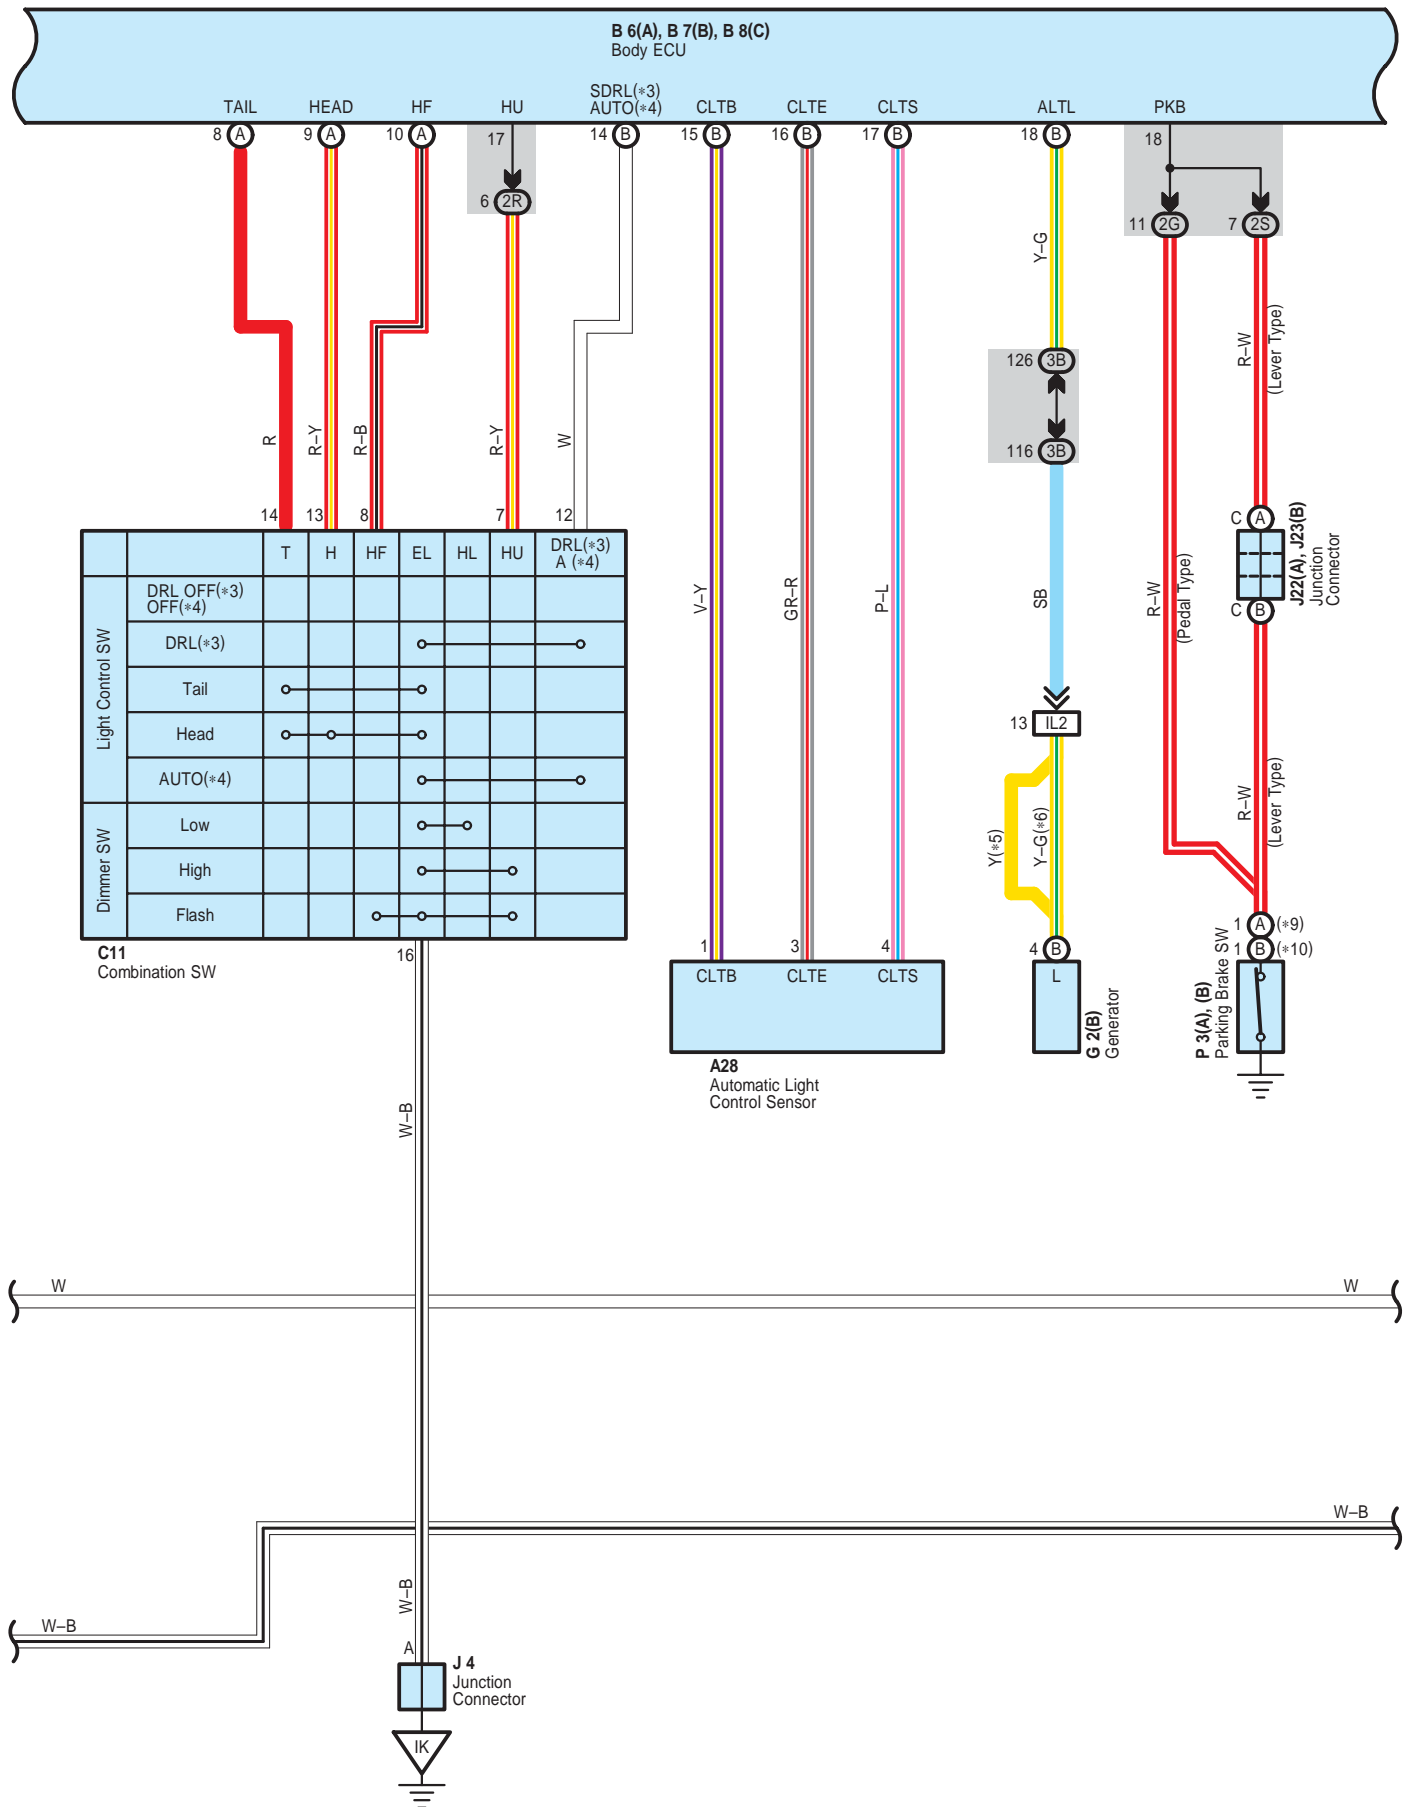 B 6(A), B 7(B), B 8(C)
Body ECU
TAIL
HEAD
HF
HU
SDRL(*3)
AUTO(*4)
CLTB
CLTE
CLTS
ALTL
PKB
8 A
9 A
10 A
17
14 B
15 B
16 B
17 B
18 B
18
6 2R
11 2G
7 2S
Y–G
126 3B
116 3B
R–W
(Lever Type)
R
R–Y
R–B
R–Y
W
14
13
8
7
12
C A
J22(A), J23(B)
Junction
Connector
C B
T
H
HF
EL
HL
HU
DRL(*3)
A (*4)
Light Control SW
DRL OFF(*3)
OFF(*4)
DRL(*3)
Tail
Head
AUTO(*4)
Dimmer SW
Low
High
Flash
V–Y
GR–R
P–L
SB
R–W
(Pedal Type)
13 IL2
Y(*5)
Y–G(*6)
R–W
(Lever Type)
C11
Combination SW
16
1
3
4
4 B
1 A (*9)
1 B (*10)
CLTB
CLTE
CLTS
L
A28
Automatic Light
Control Sensor
G 2(B)
Generator
P 3(A), (B)
Parking Brake SW
W–B
W
W
W–B
W–B
W–B
A
J 4
Junction
Connector
IK